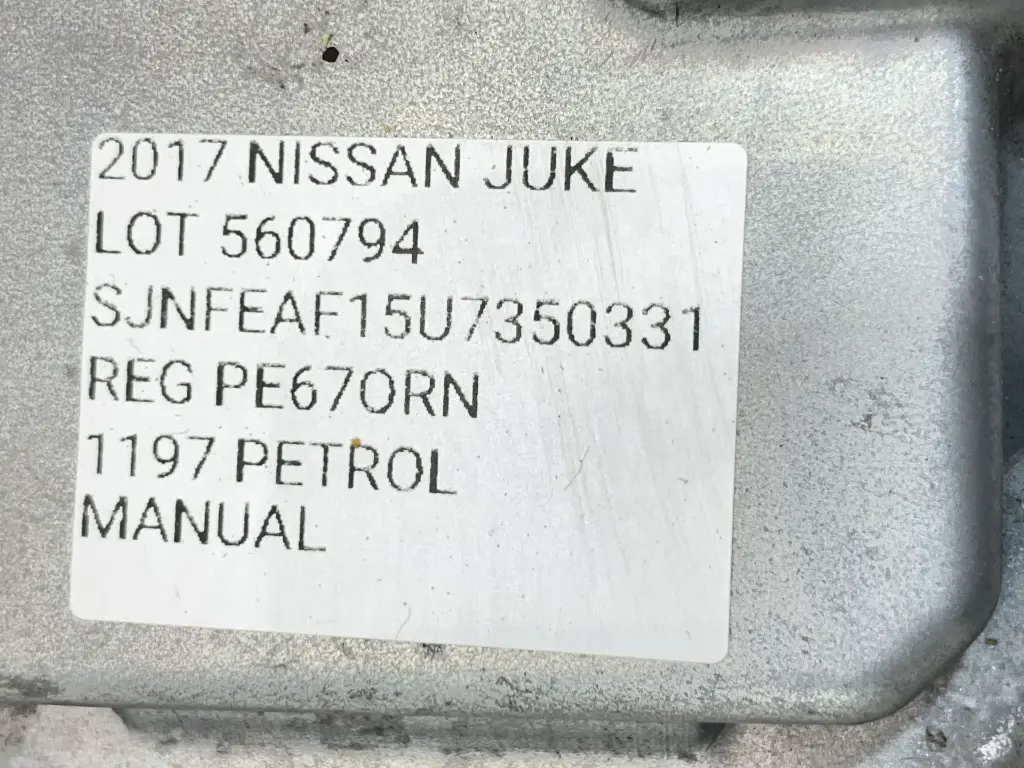 2017 NISSAN JUKE
LOT 560794
SJNFEAF15U7350331
REG PE67ORN
1197 PETROL
MANUAL